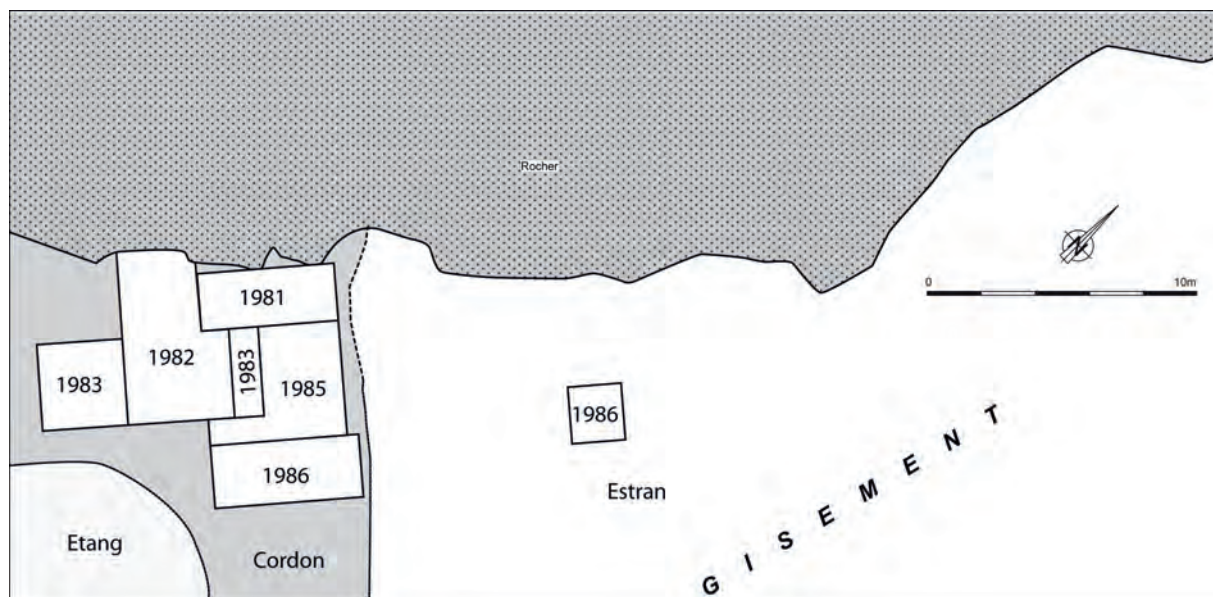 Rocher
N
0
10m
1981
1982
1983
1983
1985
1986
1986
Estran
GISEMENT
Etang
Cordon